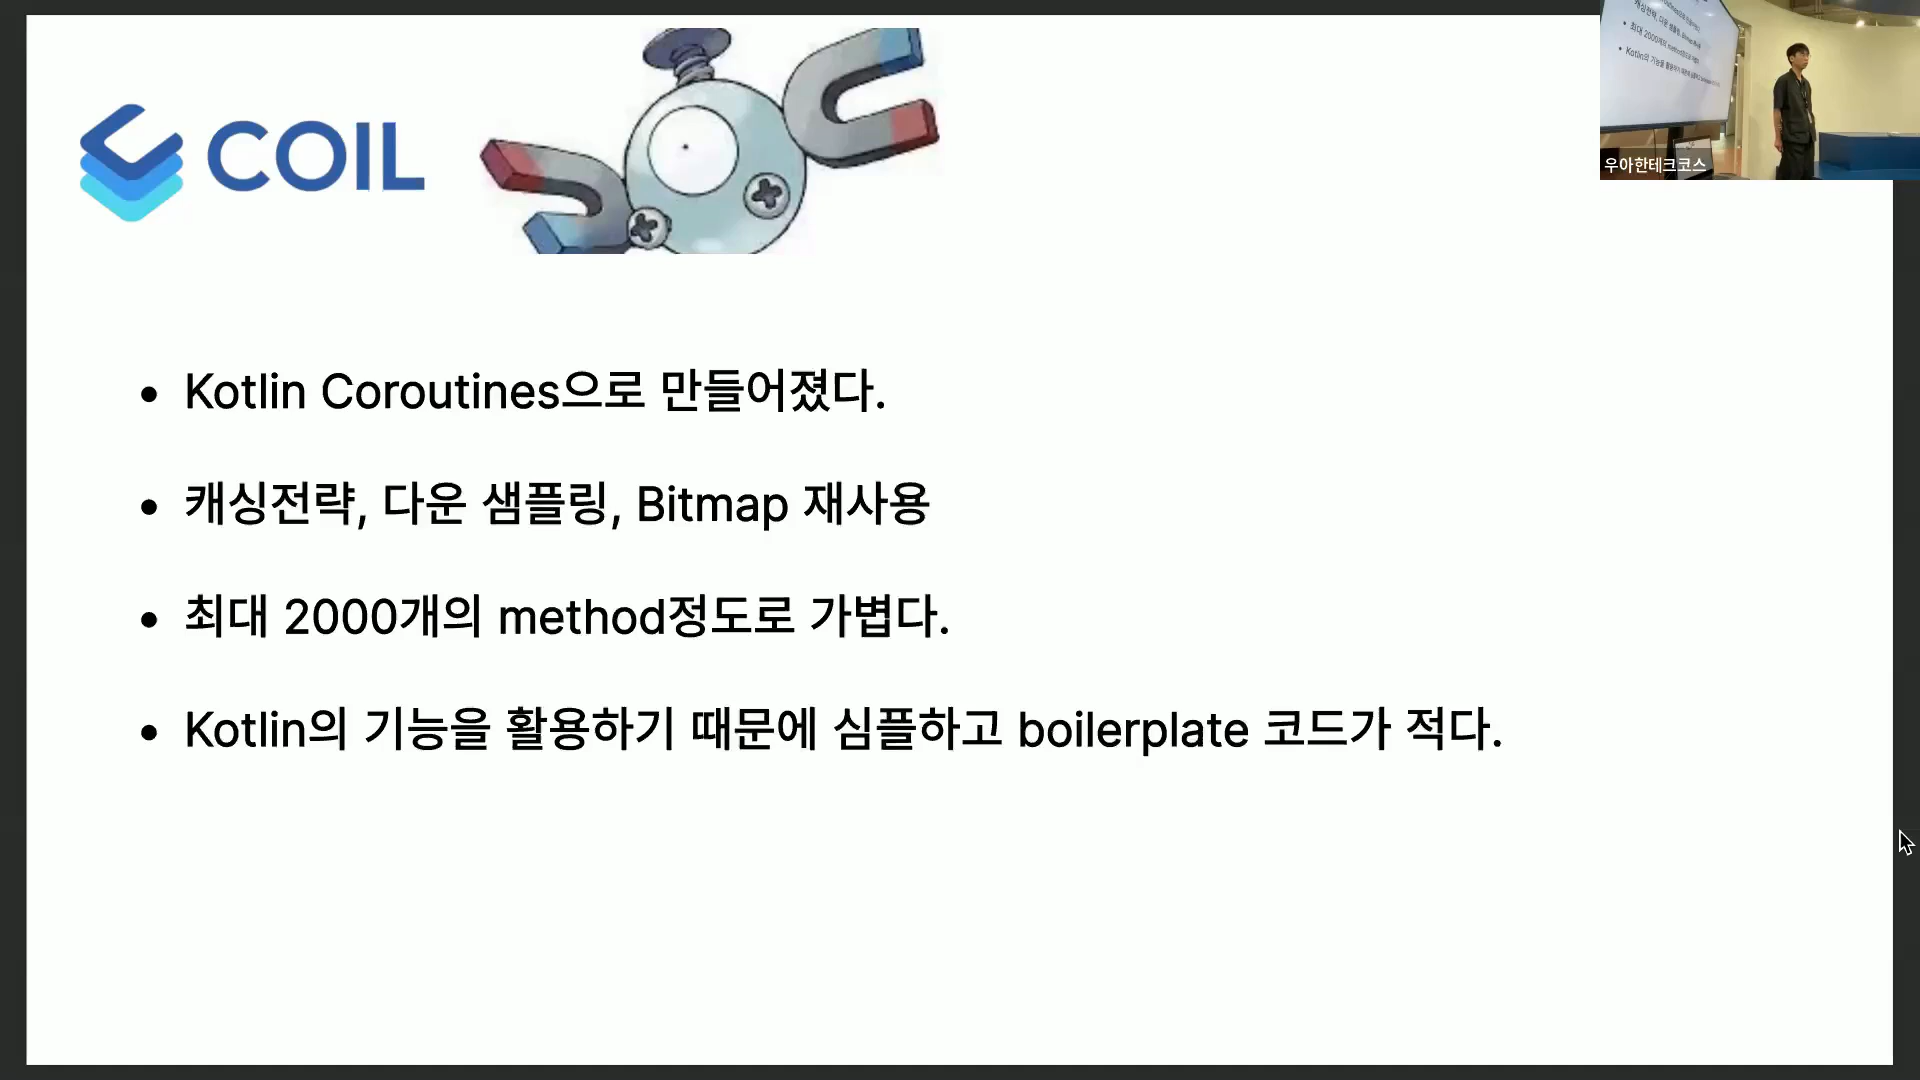 COIL
우아한테크코스
• Kotlin Coroutines으로 만들어졌다.
• 캐싱전략, 다운 샘플링, Bitmap 재사용
• 최대 2000개의 method정도로 가볍다.
• Kotlin의 기능을 활용하기 때문에 심플하고 boilerplate 코드가 적다.